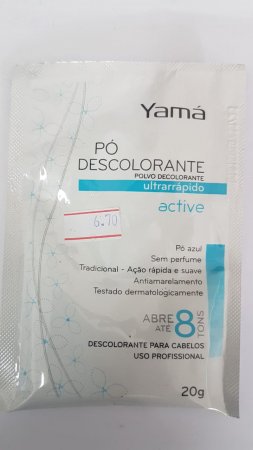 Yamá
PÓ
DESCOLORANTE
POLVO DECOLORANTE
ultrarrápido
active
6.70
Pó azul
Sem perfume
Tradicional - Ação rápida e suave
Antiamarelamento
Testado dermatologicamente
ABRE
ATÉ
8
TONS
DESCOLORANTE PARA CABELOS
USO PROFISSIONAL
20g